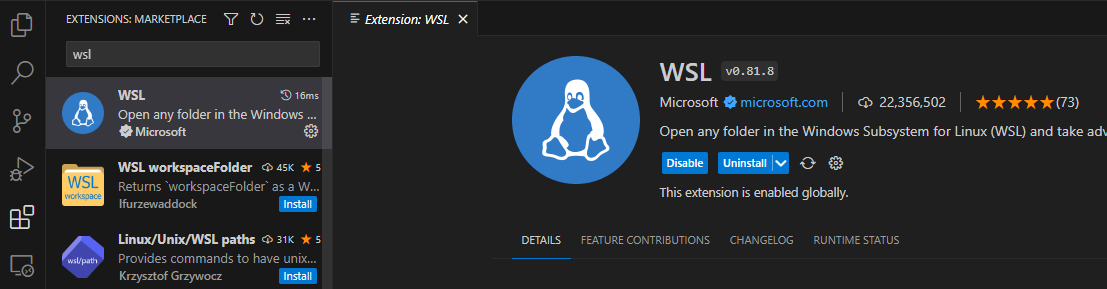 EXTENSIONS: MARKETPLACE
wsl
WSL
16ms
Open any folder in the Windows ...
Microsoft
WSL workspaceFolder
45K
5
Returns `workspaceFolder` as a W...
lfurzewaddock
Install
WSL
workspace
Linux/Unix/WSL paths
31K
5
Provides commands to have unix...
Krzysztof Grzywocz
Install
wsl/path
Extension: WSL
WSL
v0.81.8
Microsoft
microsoft.com
22,356,502
(73)
Open any folder in the Windows Subsystem for Linux (WSL) and take adv
Disable
Uninstall
This extension is enabled globally.
DETAILS
FEATURE CONTRIBUTIONS
CHANGELOG
RUNTIME STATUS